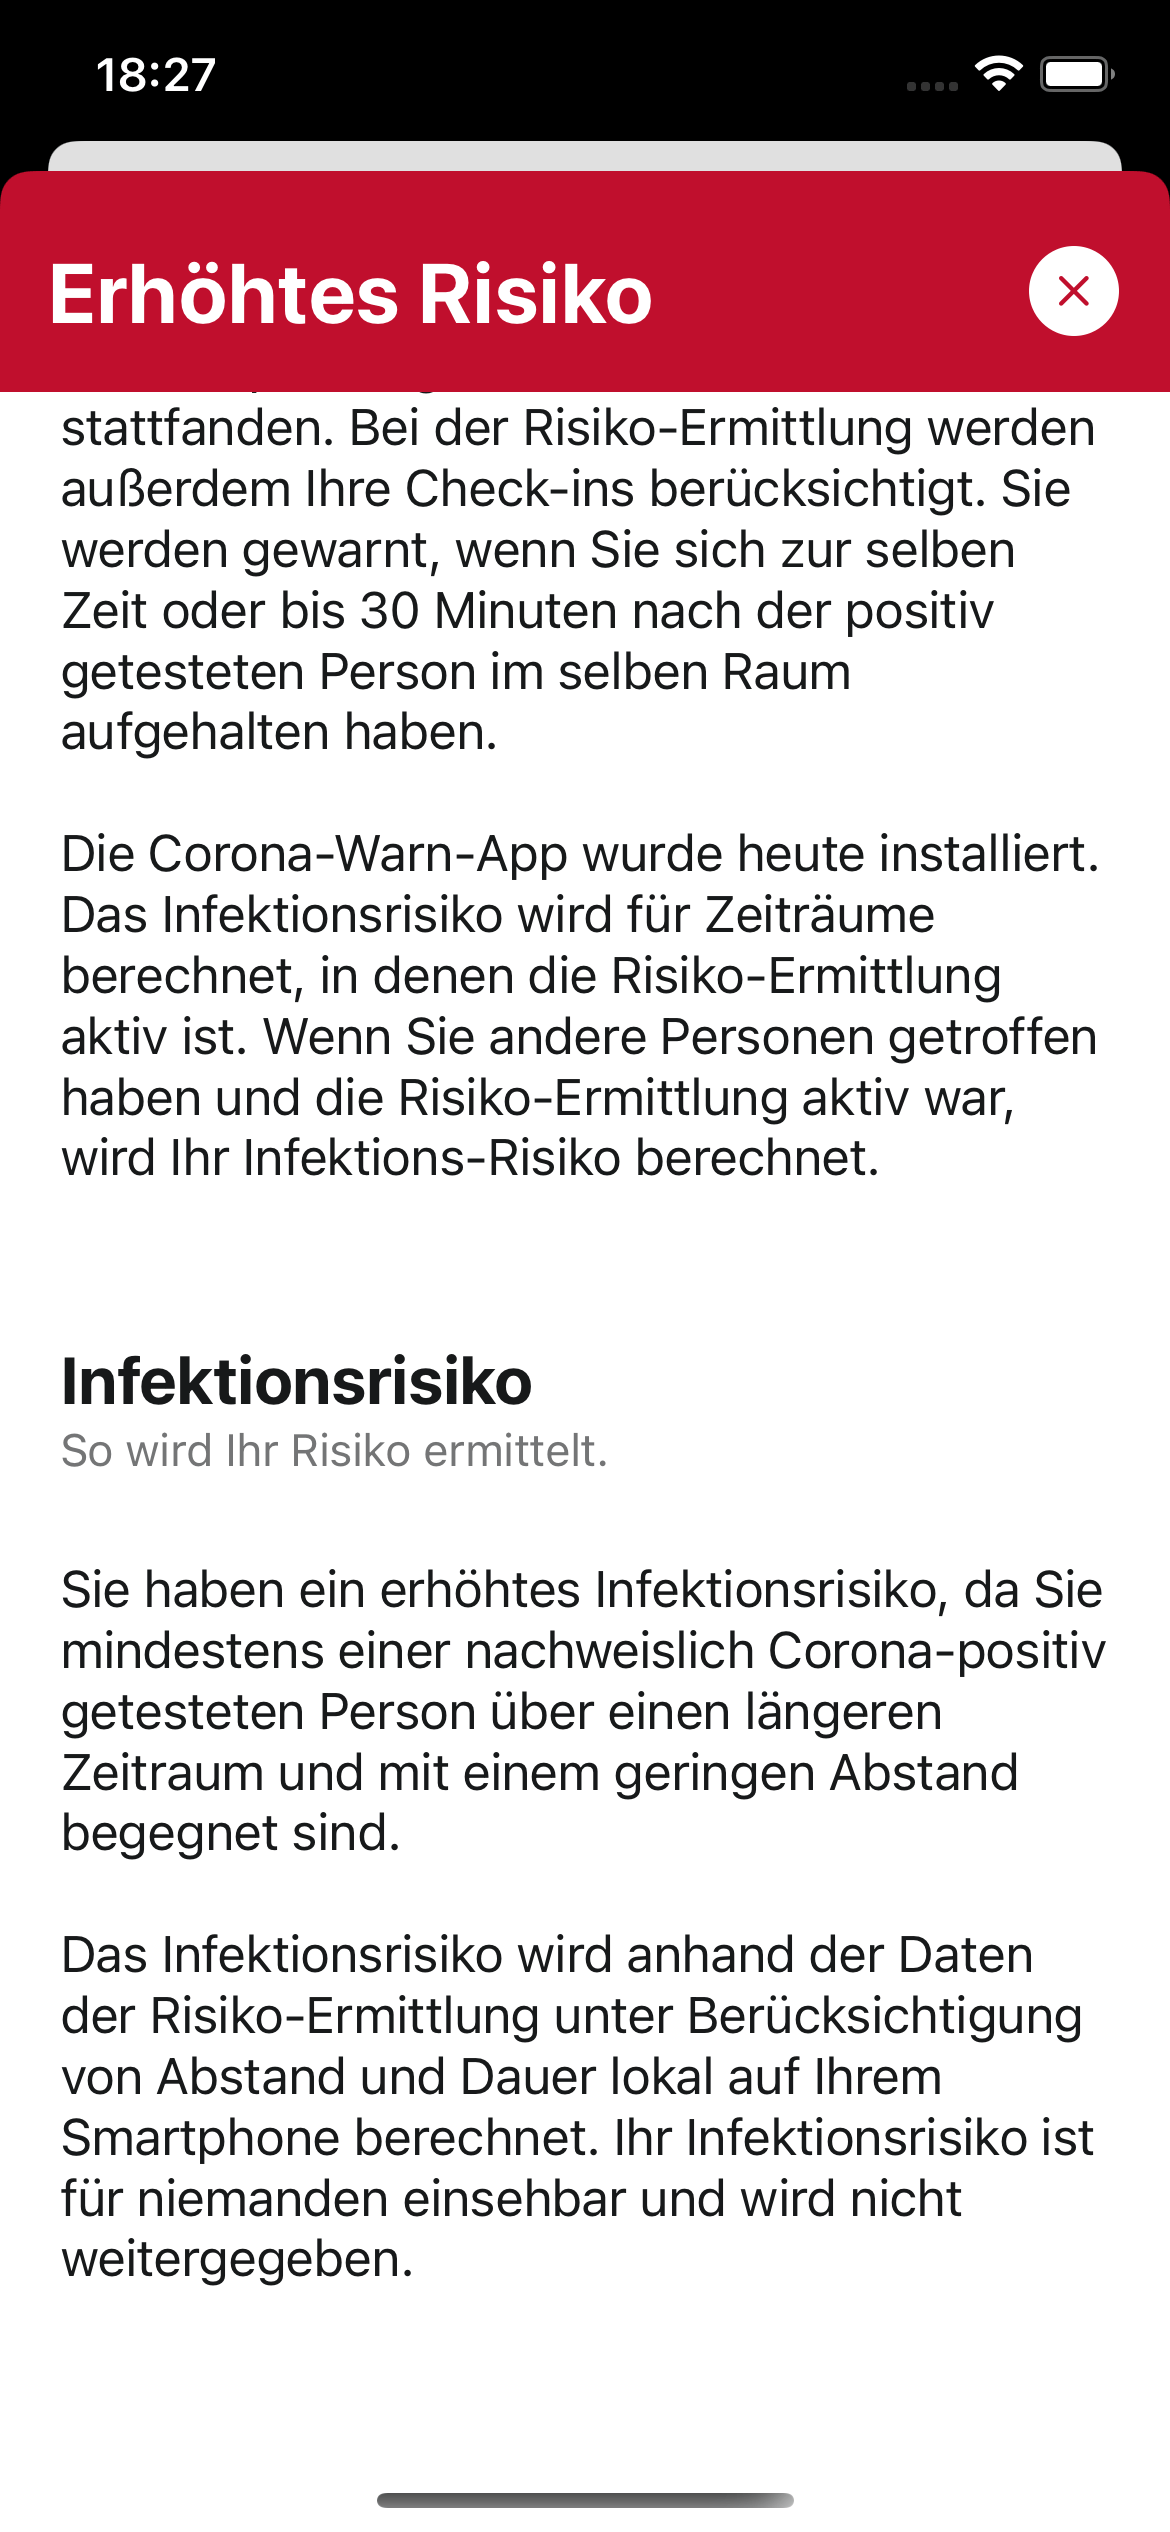 18:27
Erhöhtes Risiko
stattfanden. Bei der Risiko-Ermittlung werden
außerdem Ihre Check-ins berücksichtigt. Sie
werden gewarnt, wenn Sie sich zur selben
Zeit oder bis 30 Minuten nach der positiv
getesteten Person im selben Raum
aufgehalten haben.
Die Corona-Warn-App wurde heute installiert.
Das Infektionsrisiko wird für Zeiträume
berechnet, in denen die Risiko-Ermittlung
aktiv ist. Wenn Sie andere Personen getroffen
haben und die Risiko-Ermittlung aktiv war,
wird Ihr Infektions-Risiko berechnet.
Infektionsrisiko
So wird Ihr Risiko ermittelt.
Sie haben ein erhöhtes Infektionsrisiko, da Sie
mindestens einer nachweislich Corona-positiv
getesteten Person über einen längeren
Zeitraum und mit einem geringen Abstand
begegnet sind.
Das Infektionsrisiko wird anhand der Daten
der Risiko-Ermittlung unter Berücksichtigung
von Abstand und Dauer lokal auf Ihrem
Smartphone berechnet. Ihr Infektionsrisiko ist
für niemanden einsehbar und wird nicht
weitergegeben.